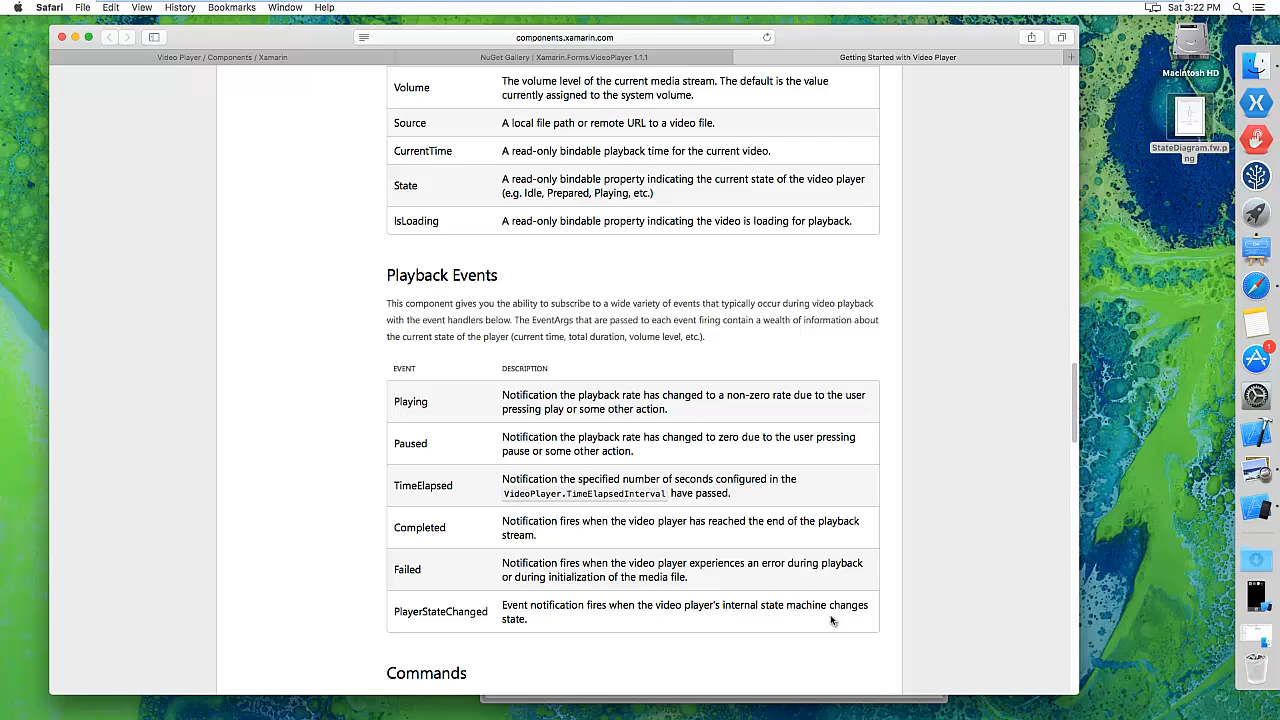 Safari File Edit View History Bookmarks Window Help Sat 3:22 PM
components.xamarin.com
Video Player / Components / Xamarin
NuGet Gallery | Xamarin.Forms.VideoPlayer 1.1.1
Getting Started with Video Player
Macintosh HD
StateDiagram.fw.p
ng
Volume
The volume level of the current media stream. The default is the value
currently assigned to the system volume.
Source
A local file path or remote URL to a video file.
CurrentTime
A read-only bindable playback time for the current video.
State
A read-only bindable property indicating the current state of the video player
(e.g. Idle, Prepared, Playing, etc.)
IsLoading
A read-only bindable property indicating the video is loading for playback.
Playback Events
This component gives you the ability to subscribe to a wide variety of events that typically occur during video playback
with the event handlers below. The EventArgs that are passed to each event firing contain a wealth of information about
the current state of the player (current time, total duration, volume level, etc.).
EVENT DESCRIPTION
Playing
Notification the playback rate has changed to a non-zero rate due to the user
pressing play or some other action.
Paused
Notification the playback rate has changed to zero due to the user pressing
pause or some other action.
TimeElapsed
Notification the specified number of seconds configured in the
VideoPlayer.TimeElapsedInterval have passed.
Completed
Notification fires when the video player has reached the end of the playback
stream.
Failed
Notification fires when the video player experiences an error during playback
or during initialization of the media file.
PlayerStateChanged
Event notification fires when the video player's internal state machine changes
state.
Commands
1